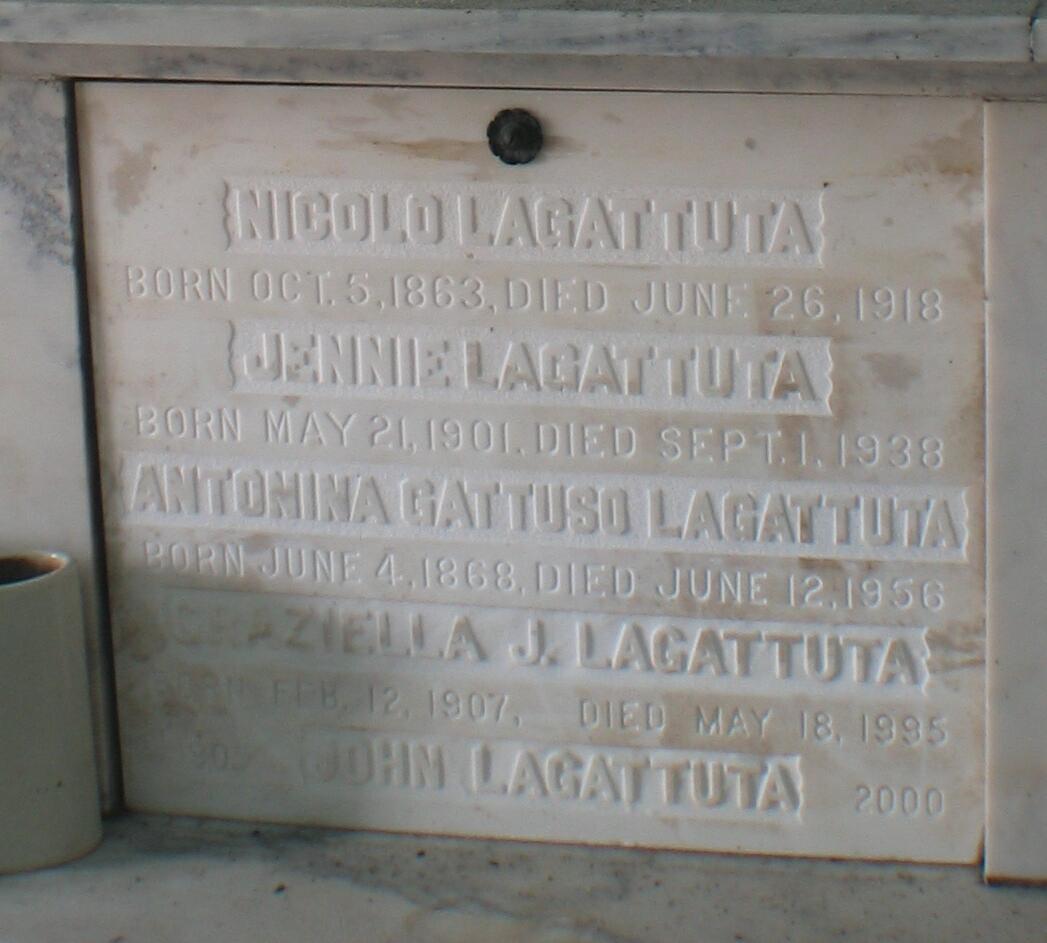 NICOLO LAGATTUTA
BORN OCT. 5, 1863, DIED JUNE 26, 1918
JENNIE LAGATTUTA
BORN MAY 21, 1901. DIED SEPT. 1, 1938
ANTONINA GATTUSO LAGATTUTA
BORN JUNE 4, 1868, DIED JUNE 12, 1956
GRAZIELLA J. LAGATTUTA
BORN FEB. 12, 1907, DIED MAY 18, 1995
JOHN LAGATTUTA 2000